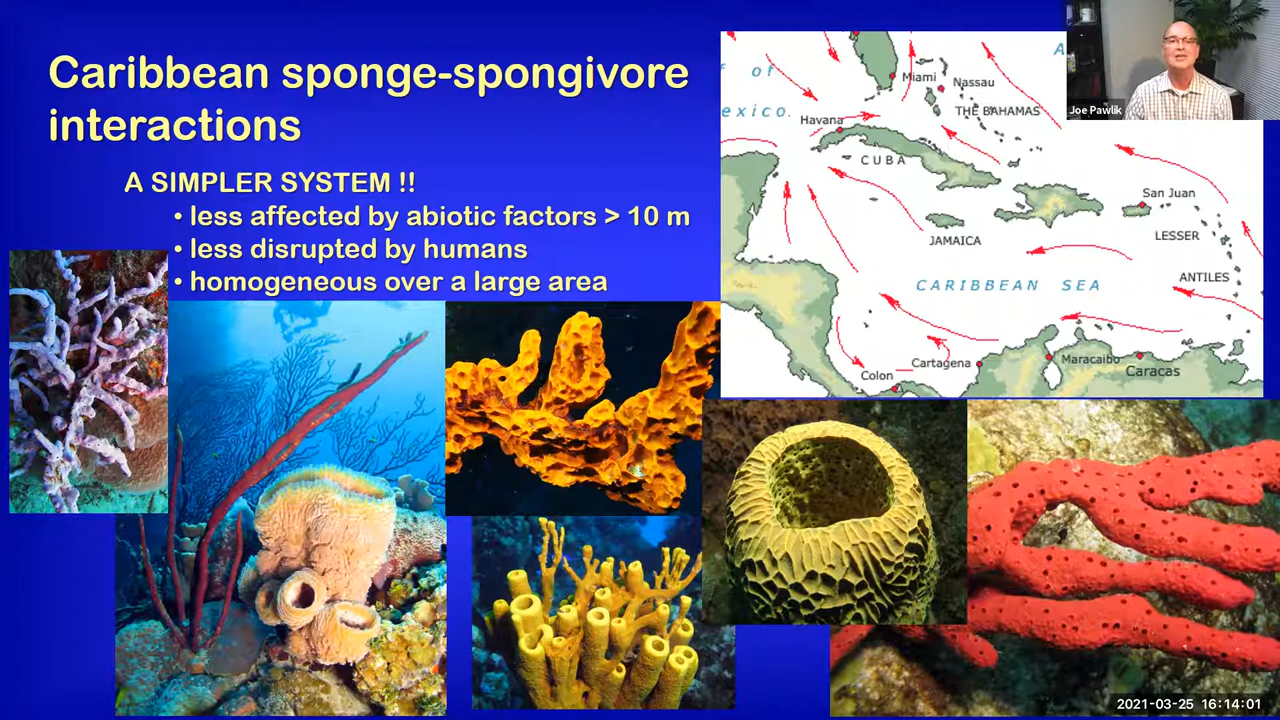 Caribbean sponge-spongivore
interactions
A SIMPLER SYSTEM !!
• less affected by abiotic factors > 10 m
• less disrupted by humans
• homogeneous over a large area
f of
exico.
A
Miami
Nassau
THE BAHAMAS
Havana
CUBA
San Juan
JAMAICA
LESSER
ANTILES
CARIBBEAN SEA
Cartagena
Maracaibo
Caracas
Colon
Joe Pawlik
2021-03-25 16:14:01